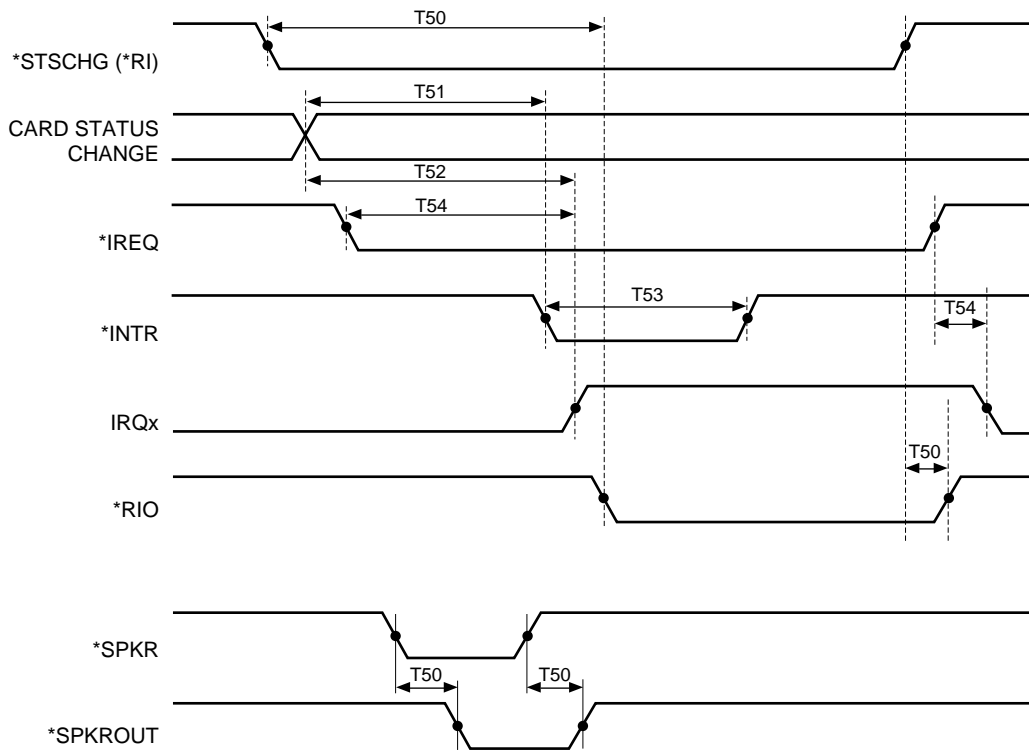 T50
*STSCHG (*RI)
T51
CARD STATUS
CHANGE
T52
T54
*IREQ
T53
T54
*INTR
IRQx
T50
*RIO
*SPKR
T50
T50
*SPKROUT